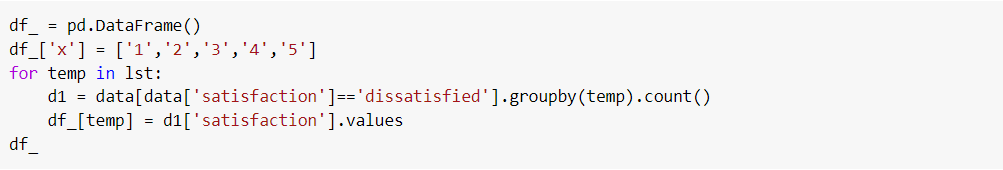 df_ = pd.DataFrame()
df_['x'] = ['1','2','3','4','5']
for temp in lst:
    d1 = data[data['satisfaction']=='dissatisfied'].groupby(temp).count()
    df_[temp] = d1['satisfaction'].values
df_